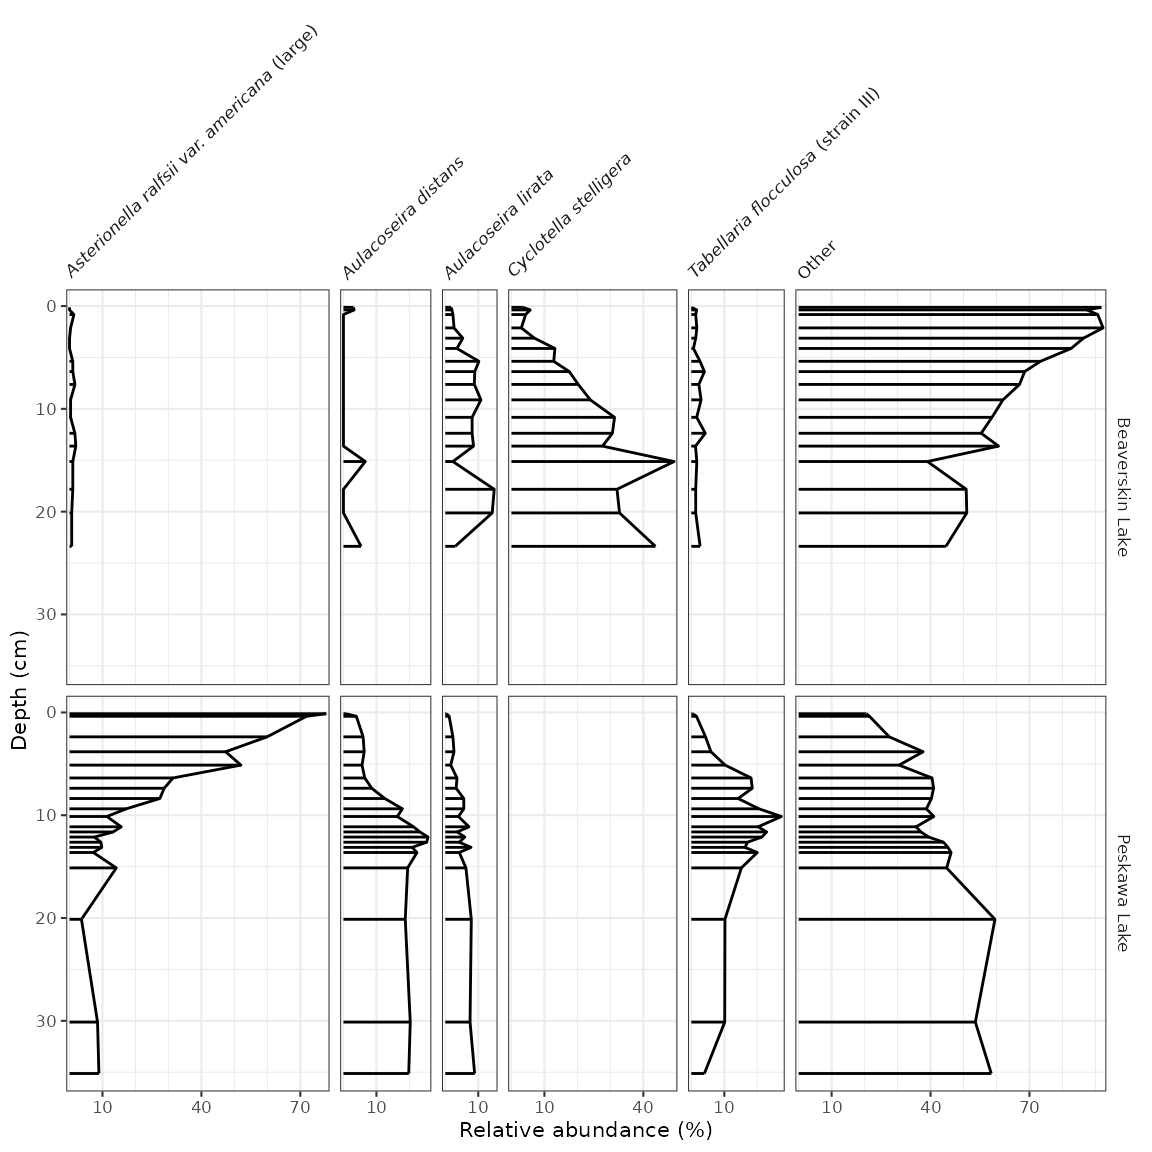 Asterionella ralfsii var. americana (large)
Aulacoseira distans
Aulacoseira lirata
Cyclotella stelligera
Tabellaria flocculosa (strain III)
Other
0
10
20
30
Beaverskin Lake
Depth (cm)
0
10
20
30
Peskawa Lake
10 40 70 10 10 10 40 10 10 40 70
Relative abundance (%)